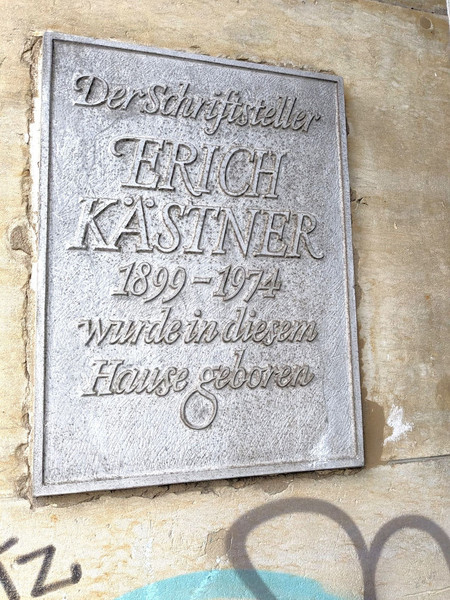 Der Schriftsteller
ERICH
KÄSTNER
1899-1974
wurde in diesem
Hause geboren